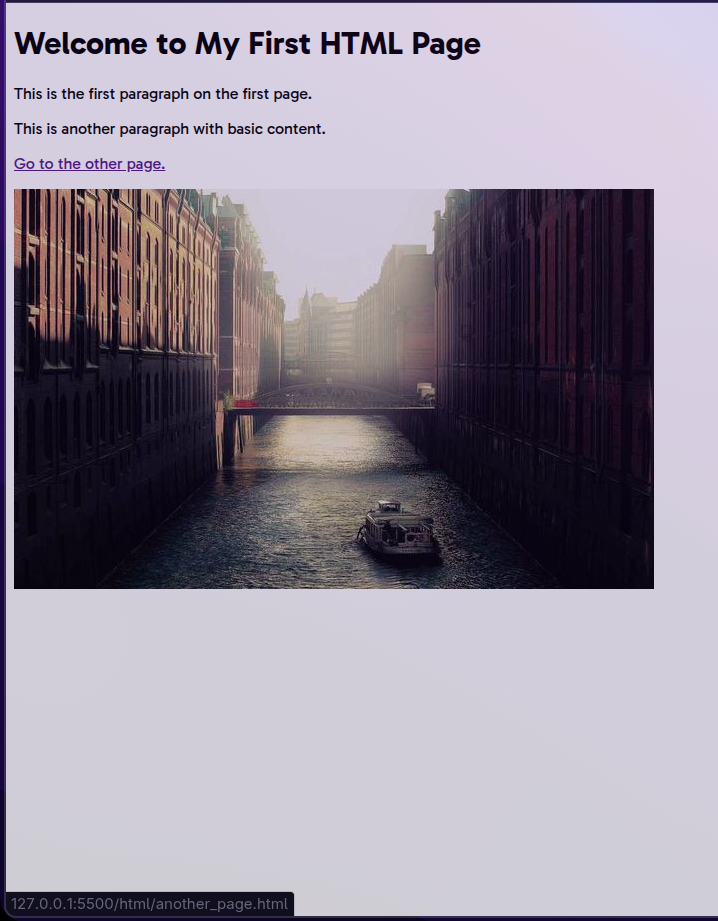 Welcome to My First HTML Page
This is the first paragraph on the first page.
This is another paragraph with basic content.
Go to the other page.
127.0.0.1:5500/html/another_page.html